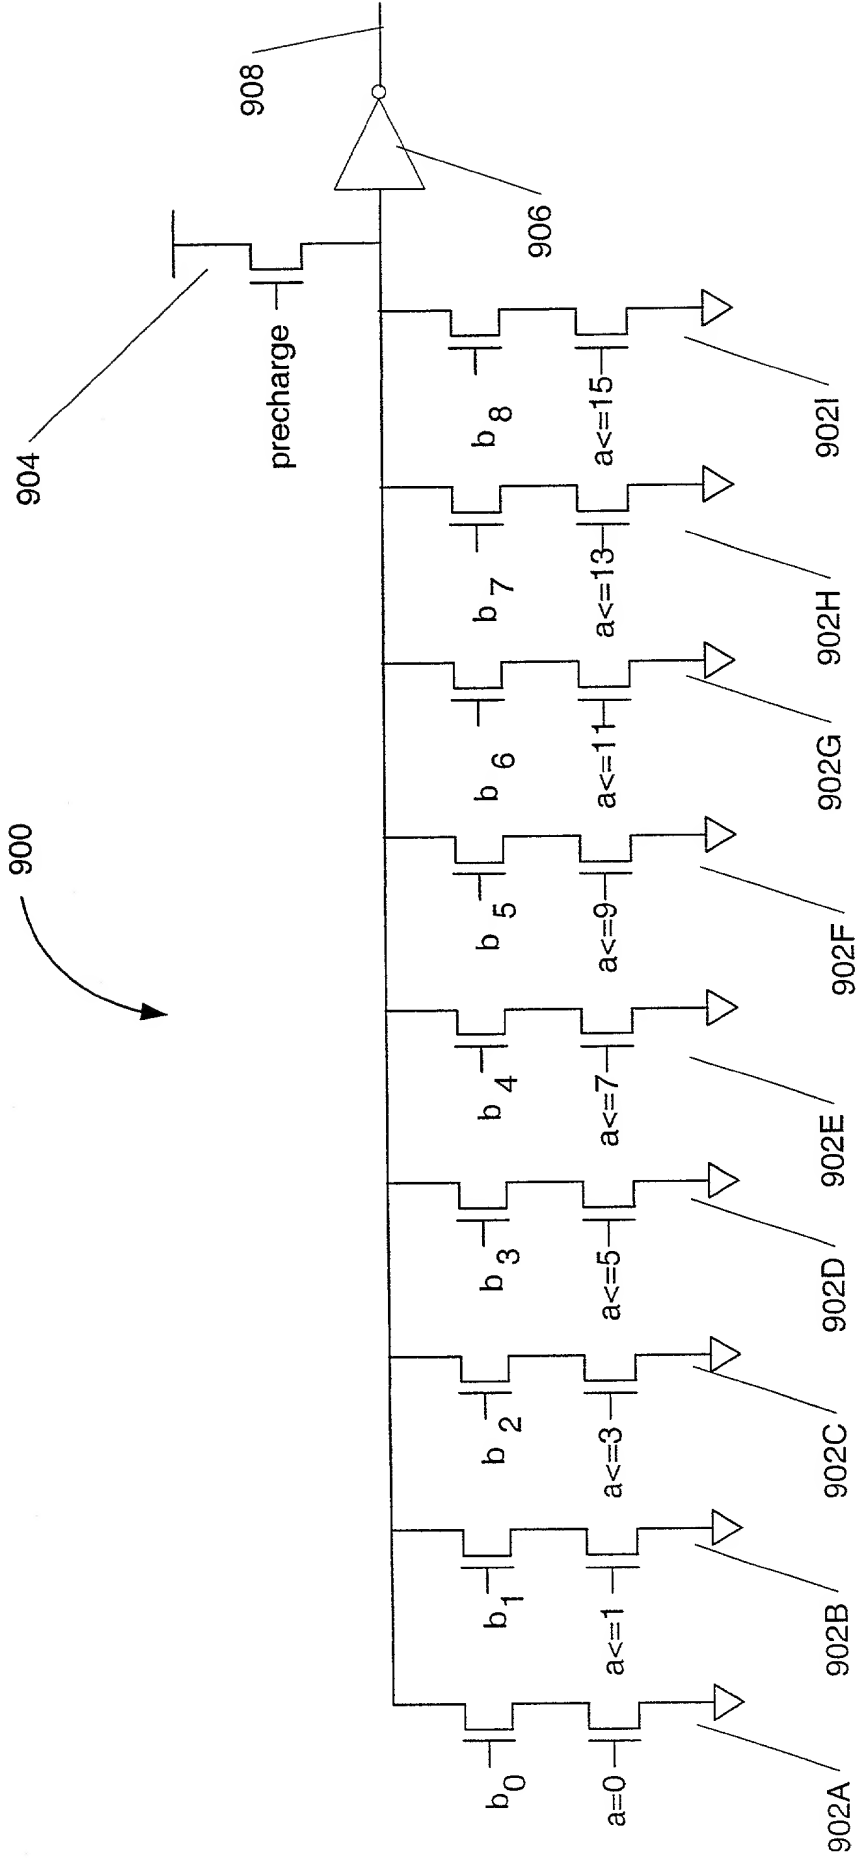 900
904
precharge
908
906
b0
a=0
902A
b1
a<=1
902B
b2
a<=3
902C
b3
a<=5
902D
b4
a<=7
902E
b5
a<=9
902F
b6
a<=11
902G
b7
a<=13
902H
b8
a<=15
902I